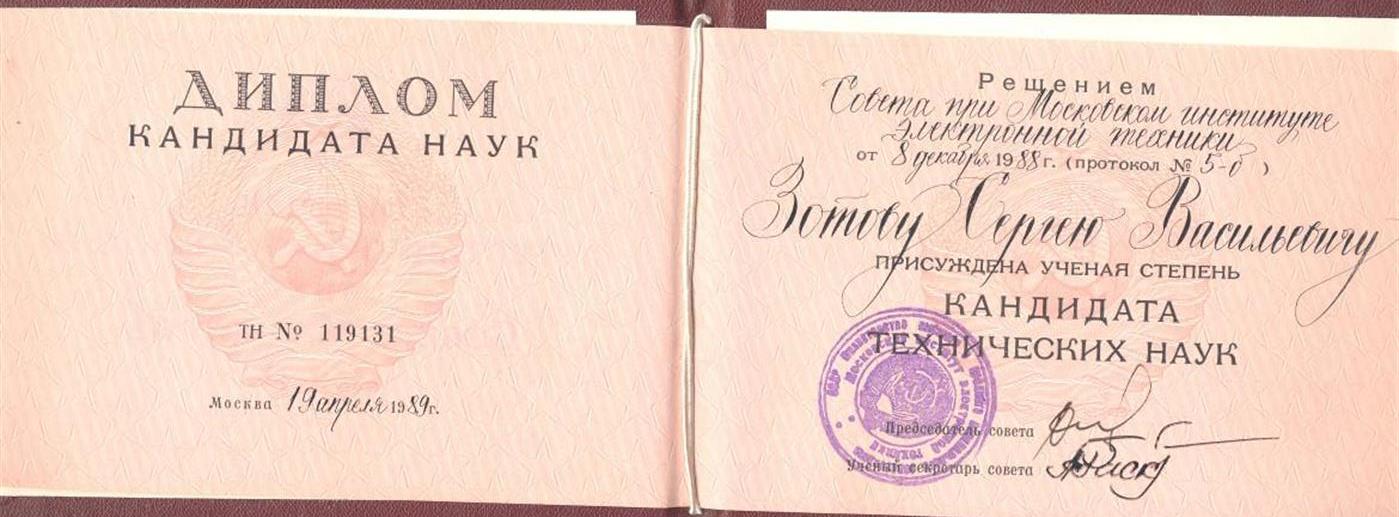 ДИПЛОМ
КАНДИДАТА НАУК
ТН № 119131
Москва 19 апреля 1989 г.
Решением
Совета при Московском институте
электронной техники
от 8 декабря 1988 г. (протокол № 5-б)
Зотову Сергею Васильевичу
ПРИСУЖДЕНА УЧЕНАЯ СТЕПЕНЬ
КАНДИДАТА
ТЕХНИЧЕСКИХ НАУК
Председатель совета
Ученый секретарь совета